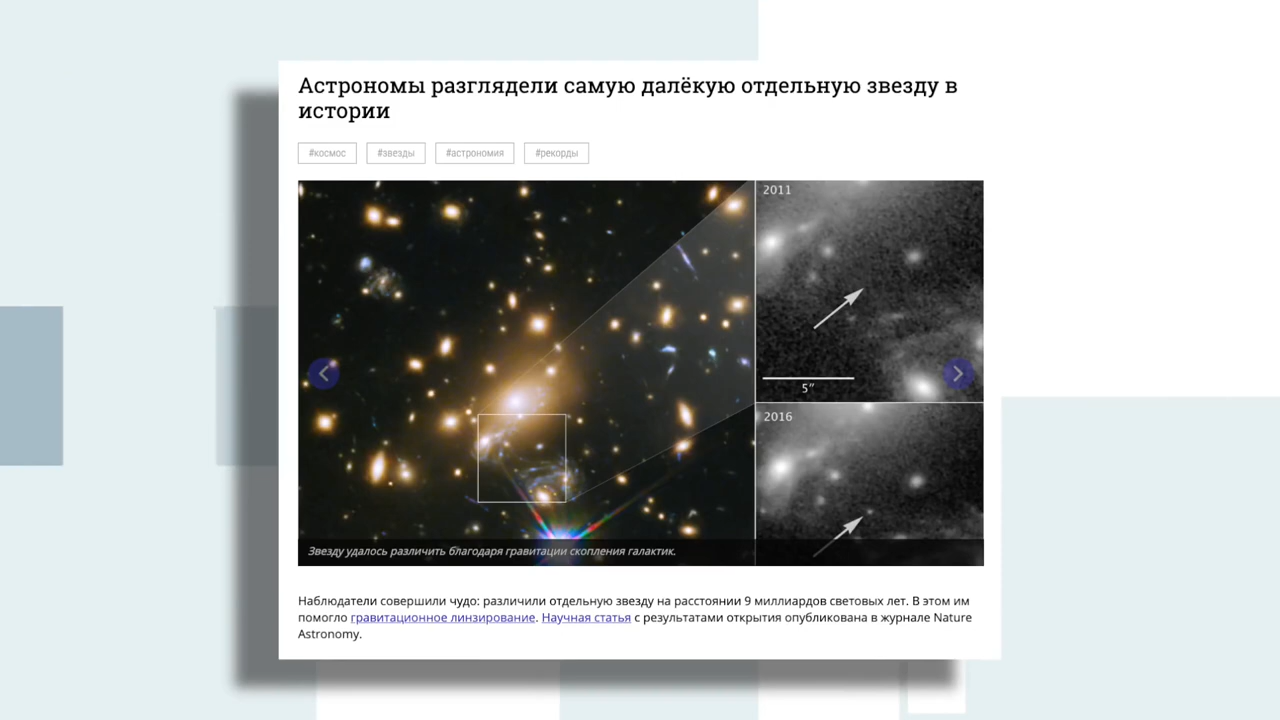 Астрономы разглядели самую далёкую отдельную звезду в
истории
#космос #звезды #астрономия #рекорды
2011
5”
2016
Звезду удалось различить благодаря гравитации скопления галактик.
Наблюдатели совершили чудо: различили отдельную звезду на расстоянии 9 миллиардов световых лет. В этом им
помогло гравитационное линзирование. Научная статья с результатами открытия опубликована в журнале Nature
Astronomy.